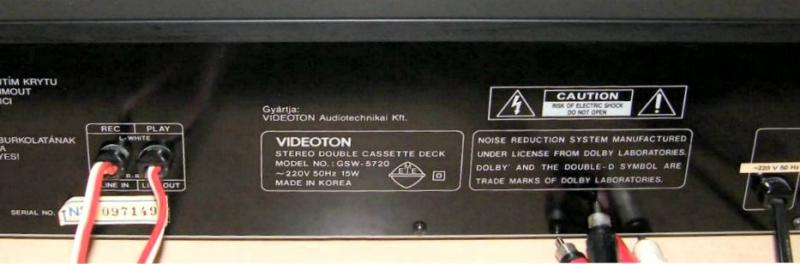 TÍM KRYTU
IMOUT
ICI
BURKOLATÁNAK
A
YES!
REC PLAY
L-WHITE
LINE IN
SERIAL NO. 097149
Gyártja:
VIDEOTON Audiotechnikai Kft.
VIDEOTON
STEREO DOUBLE CASSETTE DECK
MODEL NO.: GSW-5720
~220V 50Hz 15W
MADE IN KOREA
CAUTION
RISK OF ELECTRIC SHOCK
DO NOT OPEN
NOISE REDUCTION SYSTEM MANUFACTURED
UNDER LICENSE FROM DOLBY LABORATORIES.
DOLBY' AND THE DOUBLE-D SYMBOL ARE
TRADE MARKS OF DOLBY LABORATORIES.
~220 V 50 Hz